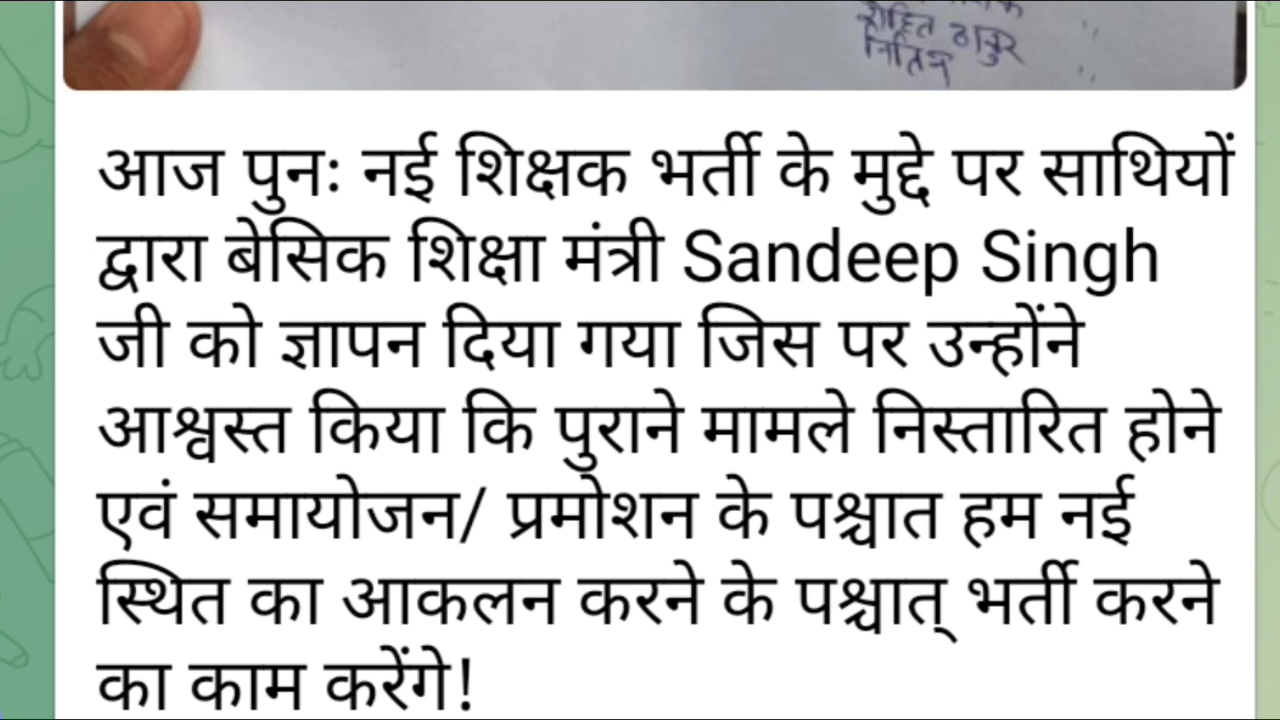 रोहित ठाकुर
नितिन
आज पुनः नई शिक्षक भर्ती के मुद्दे पर साथियों
द्वारा बेसिक शिक्षा मंत्री Sandeep Singh
जी को ज्ञापन दिया गया जिस पर उन्होंने
आश्वस्त किया कि पुराने मामले निस्तारित होने
एवं समायोजन/ प्रमोशन के पश्चात हम नई
स्थित का आकलन करने के पश्चात् भर्ती करने
का काम करेंगे!